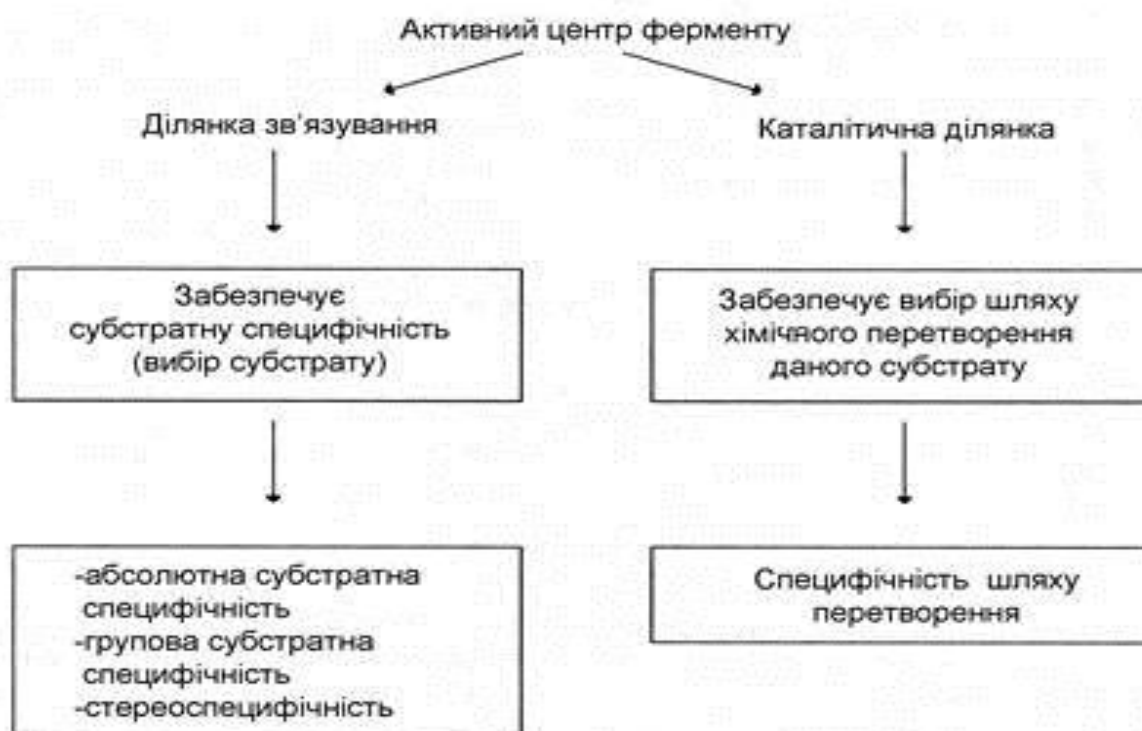 Активний центр ферменту
Ділянка зв'язування
Каталітична ділянка
Забезпечує
субстратну специфічність
(вибір субстрату)
Забезпечує вибір шляху
хімічного перетворення
даного субстрату
-абсолютна субстратна
специфічність
-групова субстратна
специфічність
-стереоспецифічність
Специфічність шляху
перетворення